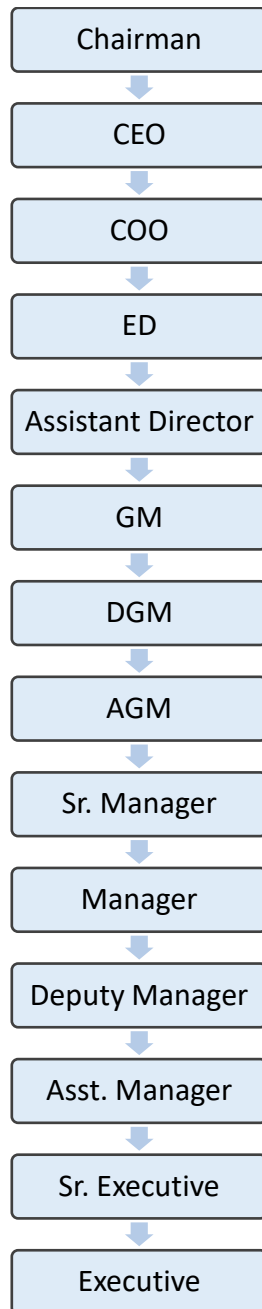 Chairman
CEO
COO
ED
Assistant Director
GM
DGM
AGM
Sr. Manager
Manager
Deputy Manager
Asst. Manager
Sr. Executive
Executive